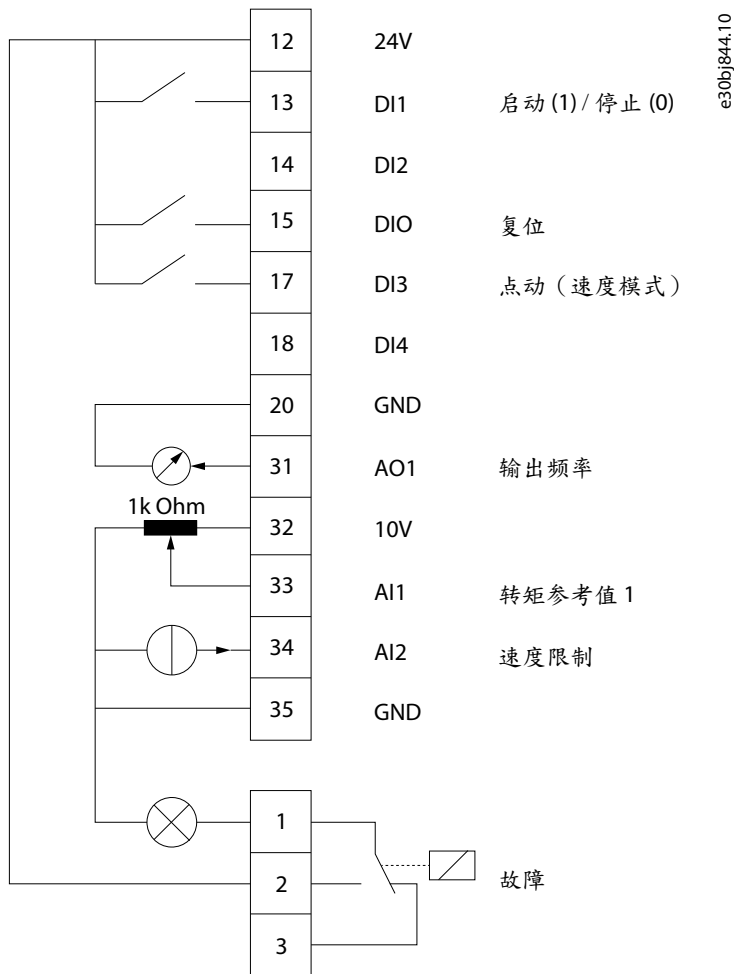 12 24V
13 DI1 启动 (1) / 停止 (0)
14 DI2
15 DIO 复位
17 DI3 点动（速度模式）
18 DI4
20 GND
31 AO1 输出频率
1k Ohm
32 10V
33 AI1 转矩参考值 1
34 AI2 速度限制
35 GND
1
2 故障
3
e30bj844.10